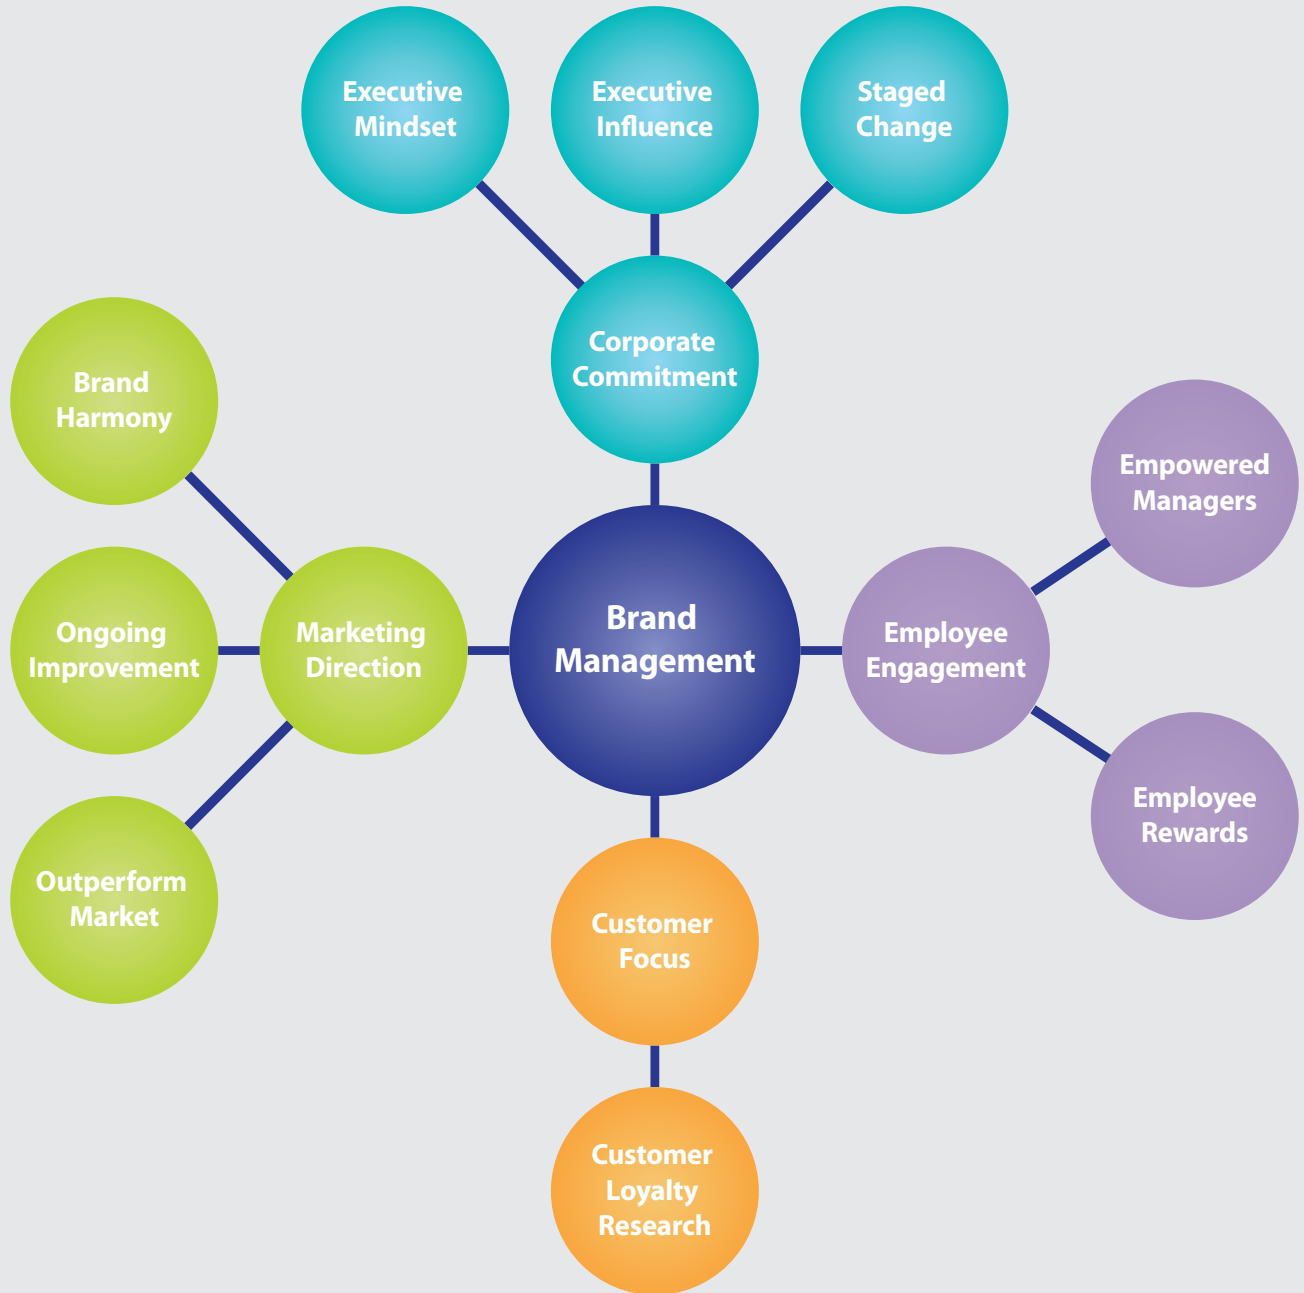 Executive
Mindset
Executive
Influence
Staged
Change
Corporate
Commitment
Brand
Harmony
Empowered
Managers
Ongoing
Improvement
Marketing
Direction
Brand
Management
Employee
Engagement
Employee
Rewards
Outperform
Market
Customer
Focus
Customer
Loyalty
Research